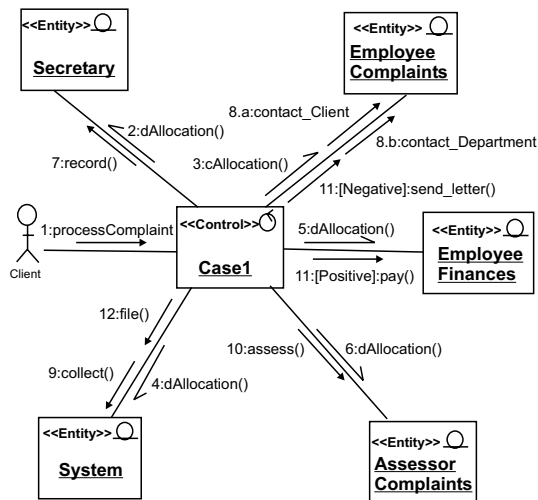 <<Entity>>
Secretary
<<Entity>>
Employee
Complaints
8.a:contact_Client
2:dAllocation()
8.b:contact_Department
7:record()
3:cAllocation()
11:[Negative]:send_letter()
1:processComplaint
<<Control>>
Case1
5:dAllocation()
11:[Positive]:pay()
<<Entity>>
Employee
Finances
Client
12:file()
10:assess()
6:dAllocation()
9:collect()
4:dAllocation()
<<Entity>>
System
<<Entity>>
Assessor
Complaints